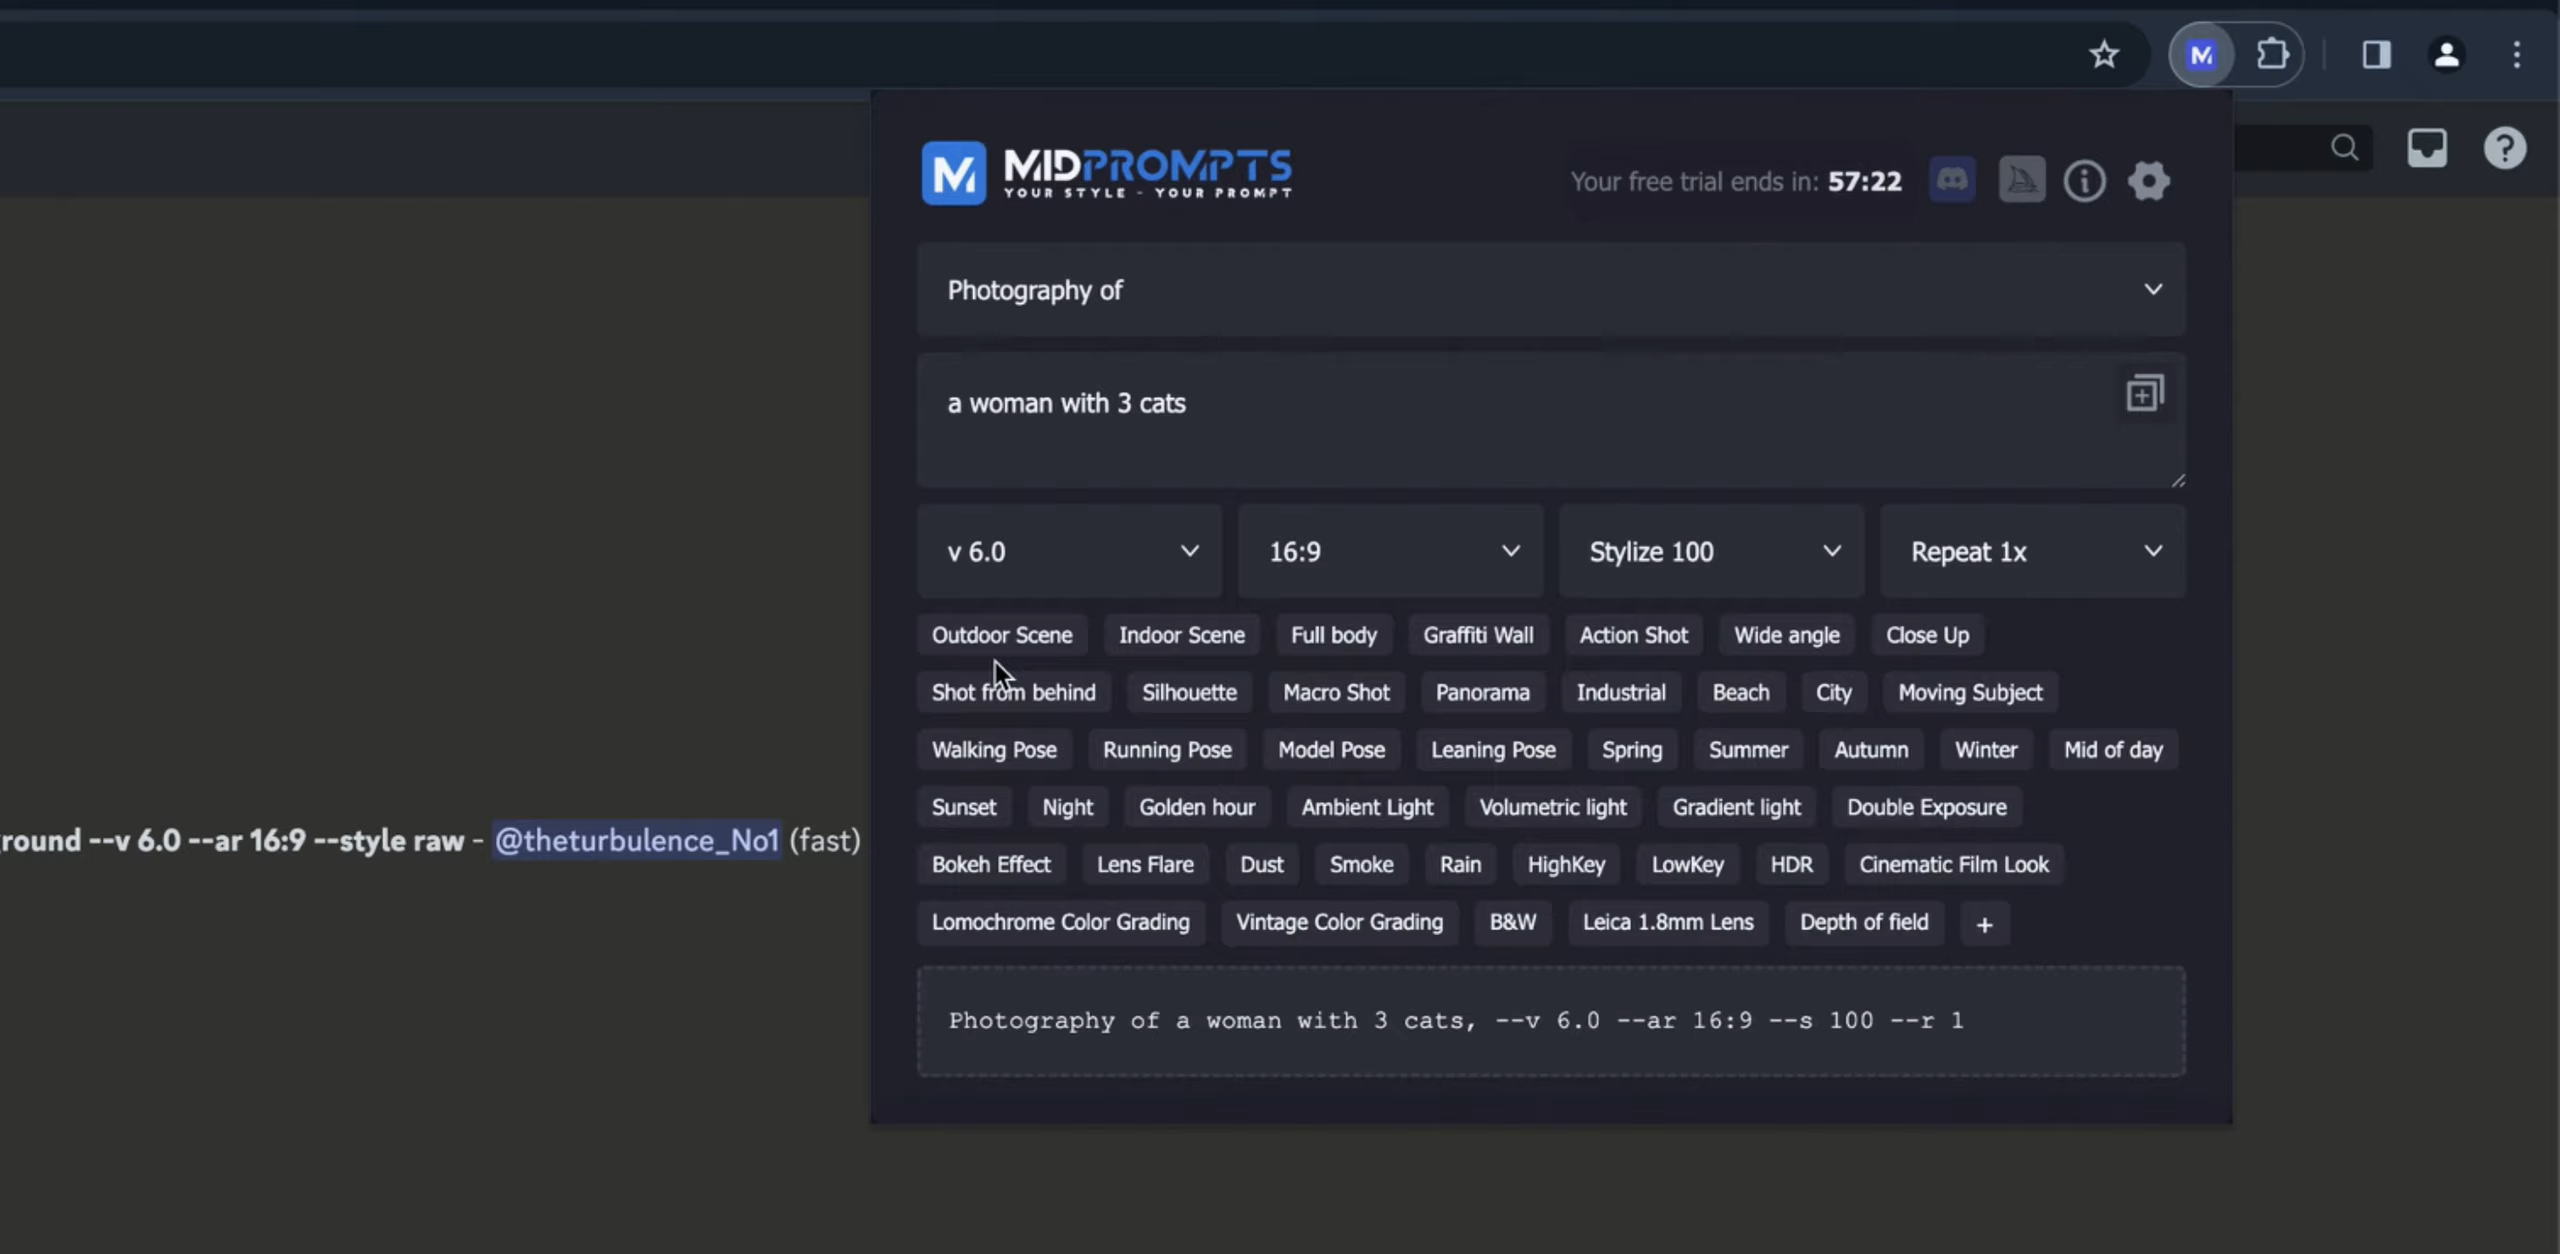 MIDPROMPTS
YOUR STYLE - YOUR PROMPT
Your free trial ends in: 57:22
Photography of
a woman with 3 cats
v 6.0 16:9 Stylize 100 Repeat 1x
Outdoor Scene Indoor Scene Full body Graffiti Wall Action Shot Wide angle Close Up
Shot from behind Silhouette Macro Shot Panorama Industrial Beach City Moving Subject
Walking Pose Running Pose Model Pose Leaning Pose Spring Summer Autumn Winter Mid of day
Sunset Night Golden hour Ambient Light Volumetric light Gradient light Double Exposure
round --v 6.0 --ar 16:9 --style raw - @theturbulence_No1 (fast)
Bokeh Effect Lens Flare Dust Smoke Rain HighKey LowKey HDR Cinematic Film Look
Lomochrome Color Grading Vintage Color Grading B&W Leica 1.8mm Lens Depth of field +
Photography of a woman with 3 cats, --v 6.0 --ar 16:9 --s 100 --r 1